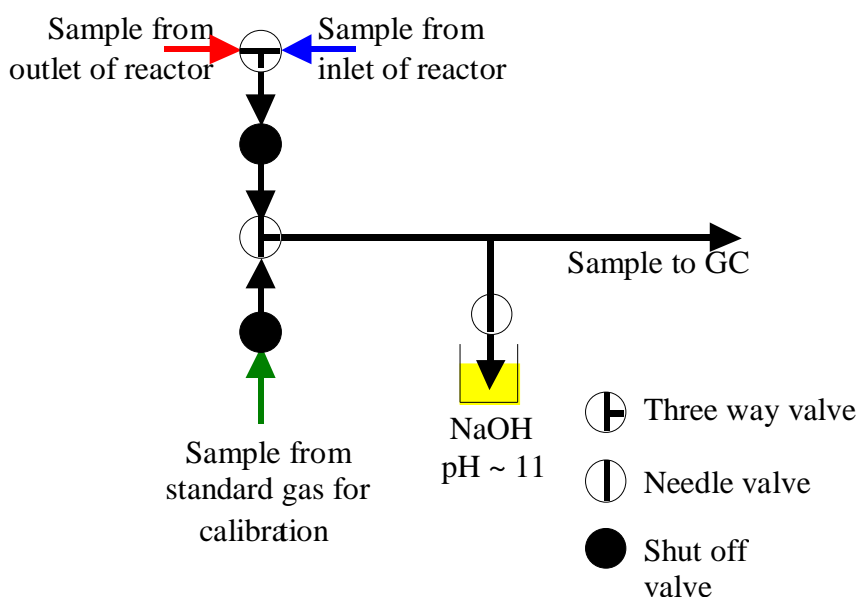 Sample from
outlet of reactor
Sample from
inlet of reactor
Sample to GC
NaOH
pH ~ 11
Sample from
standard gas for
calibration
Three way valve
Needle valve
Shut off
valve